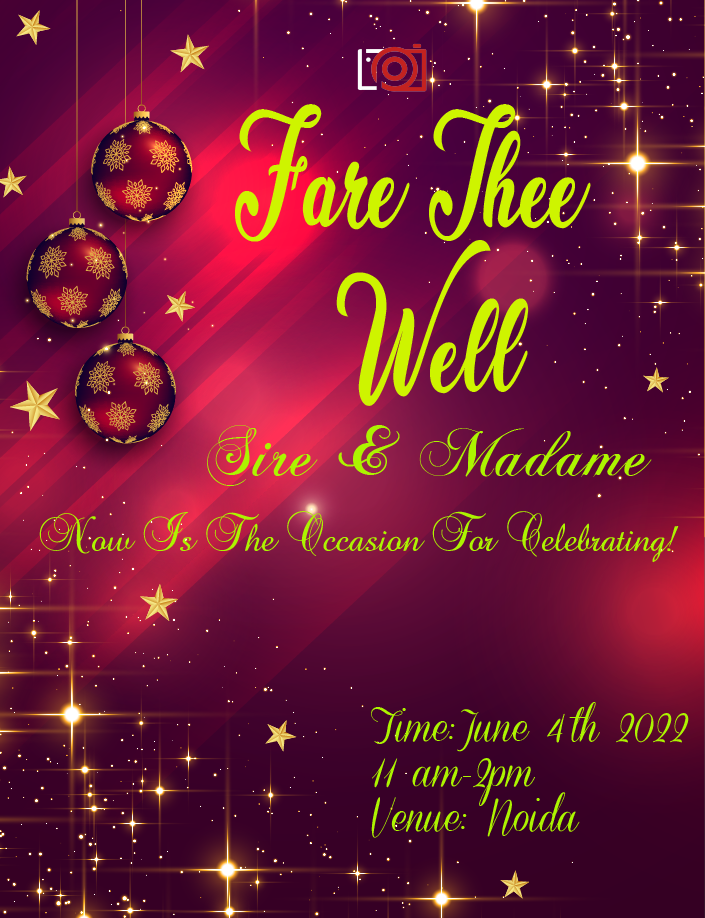 Fare Thee
Well
Sire & Madame
Now Is The Occasion For Celebrating!
Time: June 4th 2022
11 am-2pm
Venue: Noida